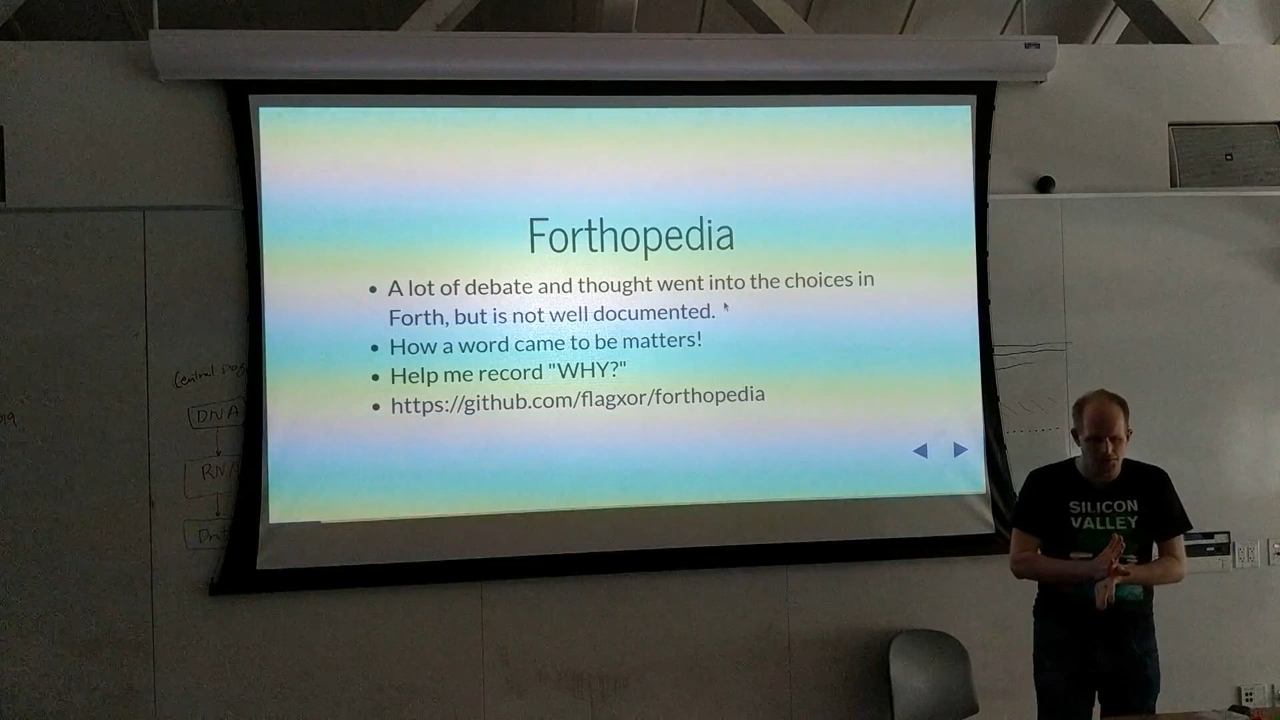 Forthopedia
• A lot of debate and thought went into the choices in
Forth, but is not well documented.
• How a word came to be matters!
• Help me record "WHY?"
• https://github.com/flagxor/forthopedia
Central
DNA
SILICON
VALLEY